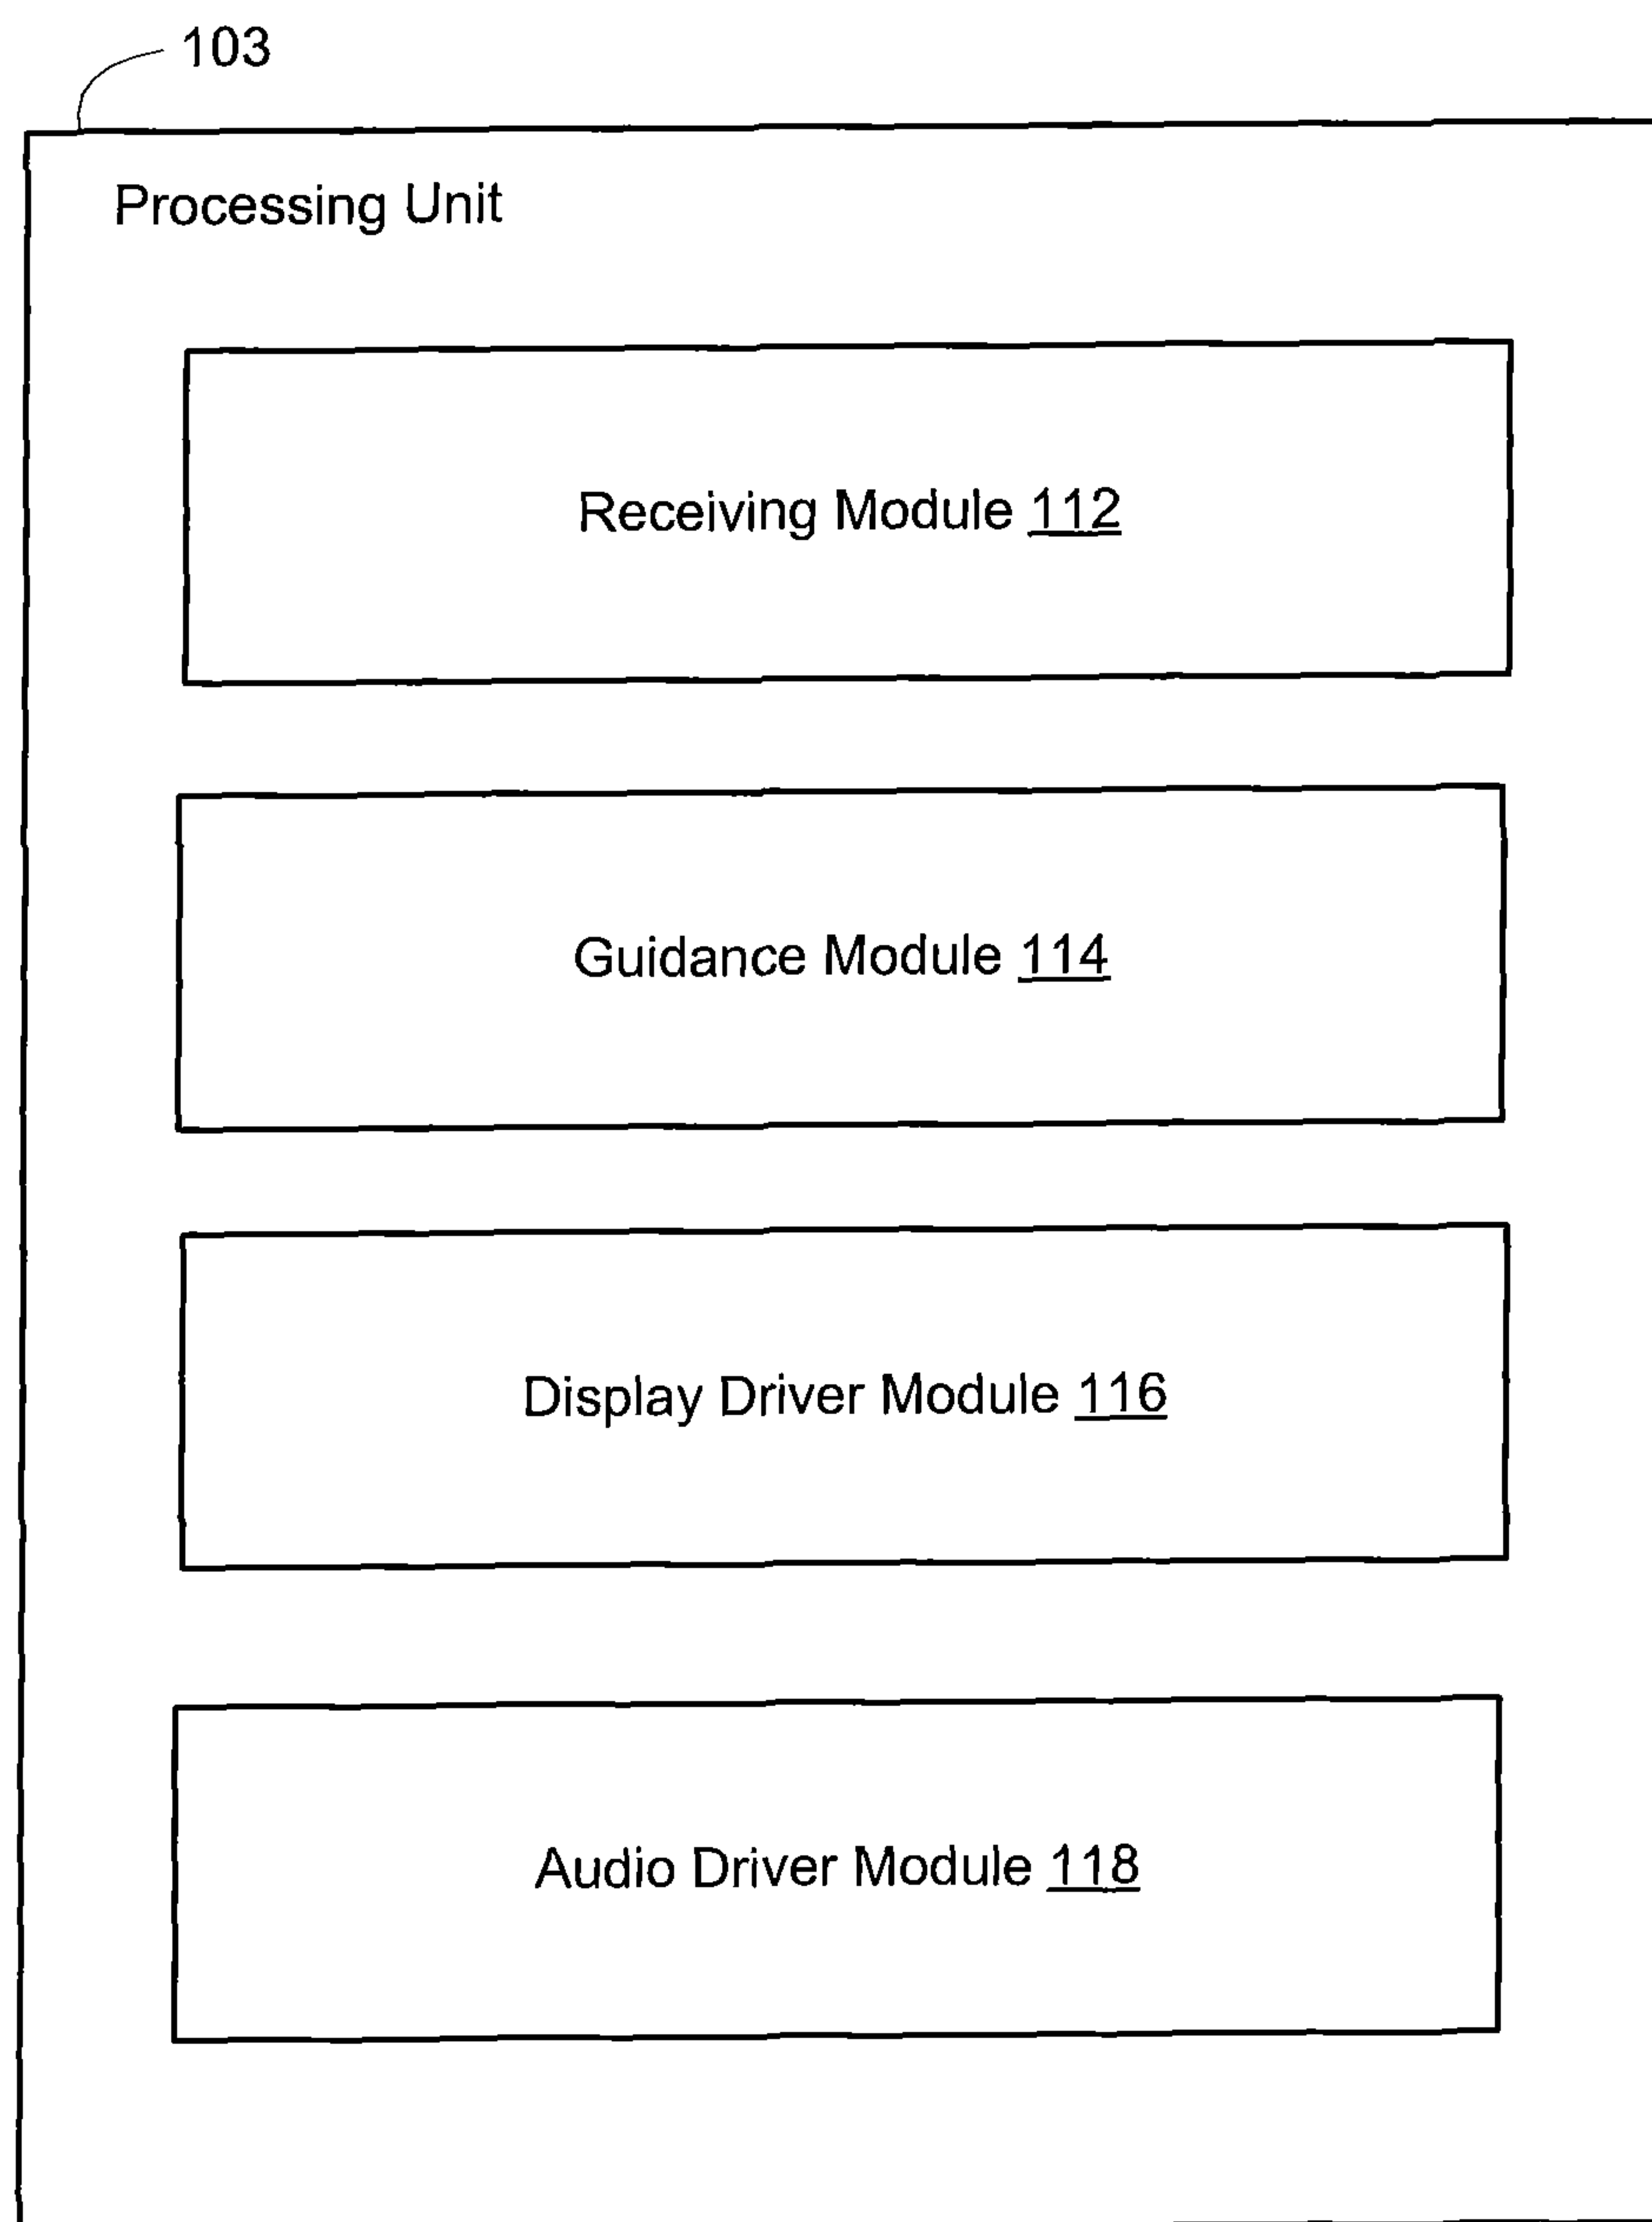 103
Processing Unit
Receiving Module 112
Guidance Module 114
Display Driver Module 116
Audio Driver Module 118